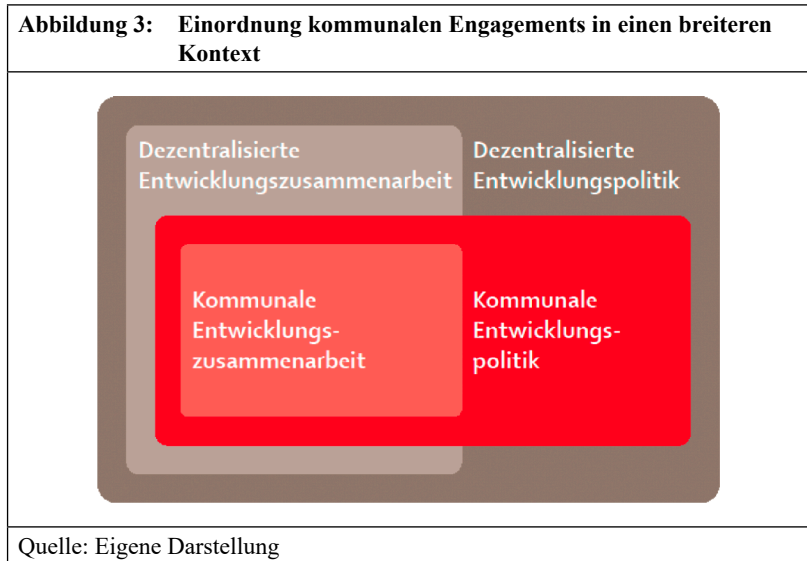 Abbildung 3: Einordnung kommunalen Engagements in einen breiteren
Kontext
Dezentralisierte
Entwicklungszusammenarbeit
Dezentralisierte
Entwicklungspolitik
Kommunale
Entwicklungs-
zusammenarbeit
Kommunale
Entwicklungs-
politik
Quelle: Eigene Darstellung